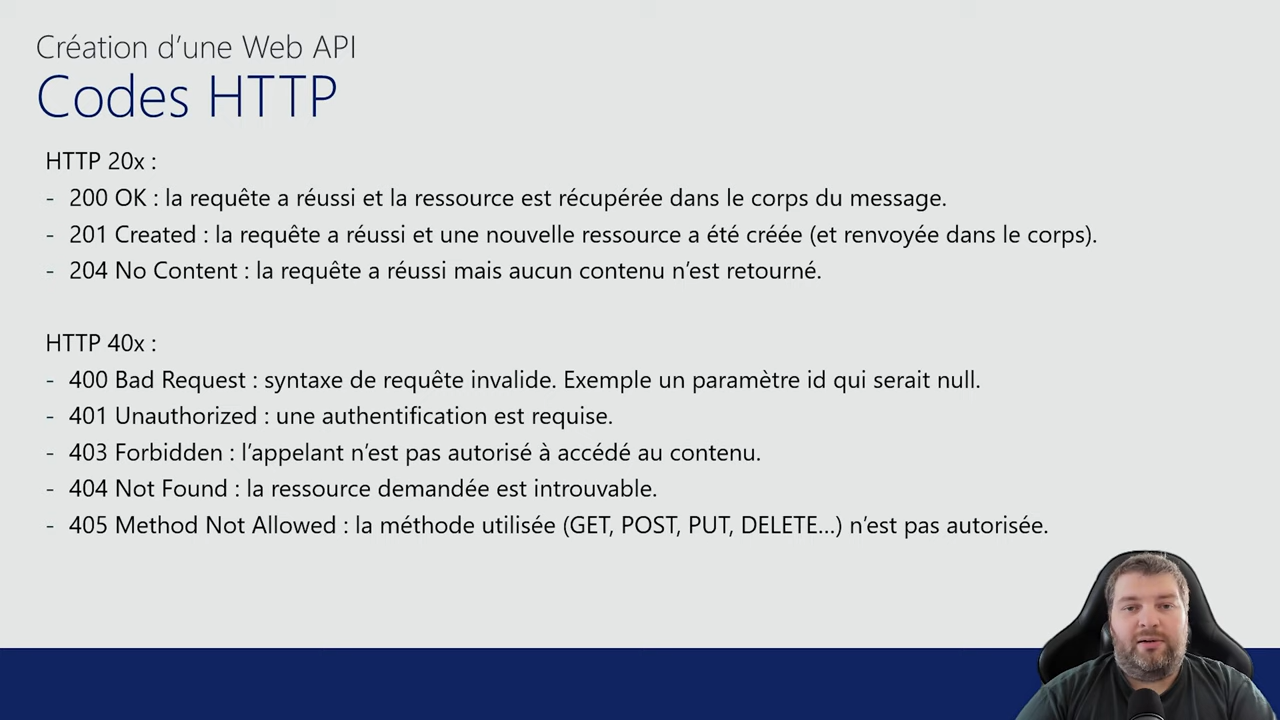 Création d’une Web API
Codes HTTP
HTTP 20x :
- 200 OK : la requête a réussi et la ressource est récupérée dans le corps du message.
- 201 Created : la requête a réussi et une nouvelle ressource a été créée (et renvoyée dans le corps).
- 204 No Content : la requête a réussi mais aucun contenu n’est retourné.
HTTP 40x :
- 400 Bad Request : syntaxe de requête invalide. Exemple un paramètre id qui serait null.
- 401 Unauthorized : une authentification est requise.
- 403 Forbidden : l’appelant n’est pas autorisé à accédé au contenu.
- 404 Not Found : la ressource demandée est introuvable.
- 405 Method Not Allowed : la méthode utilisée (GET, POST, PUT, DELETE…) n’est pas autorisée.